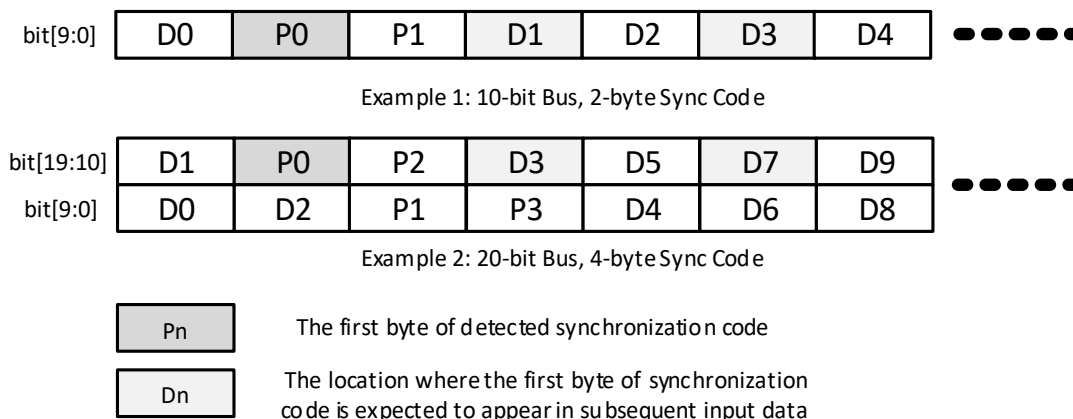 bit[9:0] D0 P0 P1 D1 D2 D3 D4
Example 1: 10-bit Bus, 2-byte Sync Code
bit[19:10] D1 P0 P2 D3 D5 D7 D9
bit[9:0] D0 D2 P1 P3 D4 D6 D8
Example 2: 20-bit Bus, 4-byte Sync Code
Pn The first byte of detected synchronization code
Dn The location where the first byte of synchronization
code is expected to appear in subsequent input data